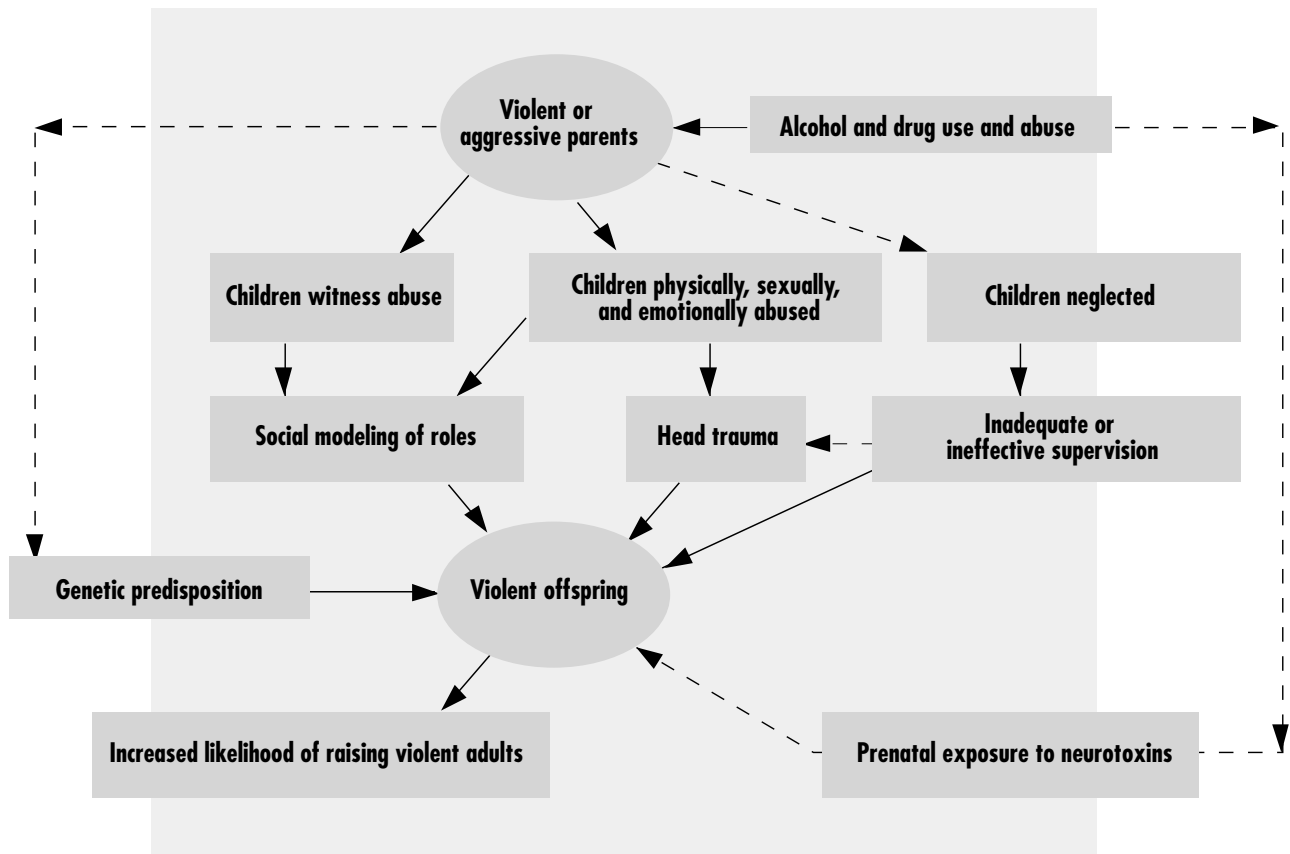 Violent or
aggressive parents
Alcohol and drug use and abuse
Children witness abuse
Children physically, sexually,
and emotionally abused
Children neglected
Social modeling of roles
Head trauma
Inadequate or
ineffective supervision
Genetic predisposition
Violent offspring
Increased likelihood of raising violent adults
Prenatal exposure to neurotoxins